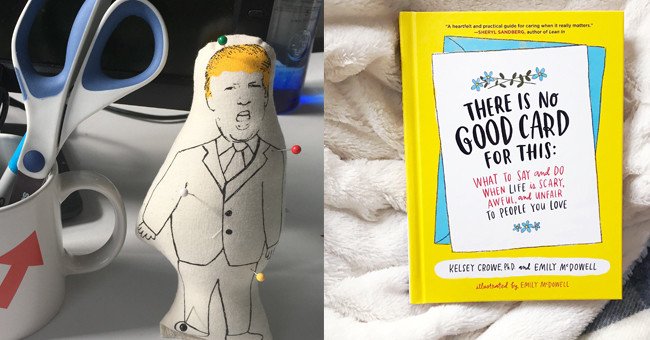 "A heartfelt and practical guide for caring when it really matters."
—SHERYL SANDBERG, author of Lean In
THERE IS NO
GOOD CARD
FOR THIS:
WHAT TO SAY and DO
WHEN LIFE is SCARY,
AWFUL, and UNFAIR
TO PEOPLE YOU LOVE
KELSEY CROWE, PH.D. and EMILY McDOWELL
illustrated by EMILY McDOWELL